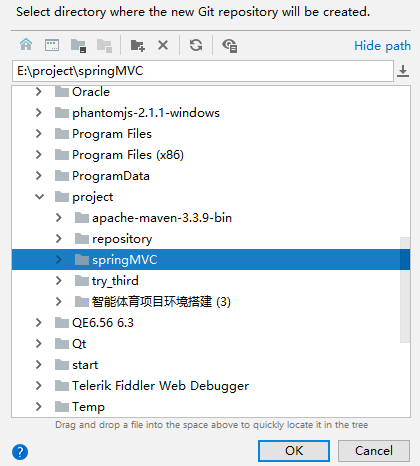 Select directory where the new Git repository will be created.
Hide path
E:\project\springMVC
Oracle
phantomjs-2.1.1-windows
Program Files
Program Files (x86)
ProgramData
project
apache-maven-3.3.9-bin
repository
springMVC
try_third
智能体育项目环境搭建 (3)
QE6.56 6.3
Qt
start
Telerik Fiddler Web Debugger
Temp
Drag and drop a file into the space above to quickly locate it in the tree
?
OK
Cancel